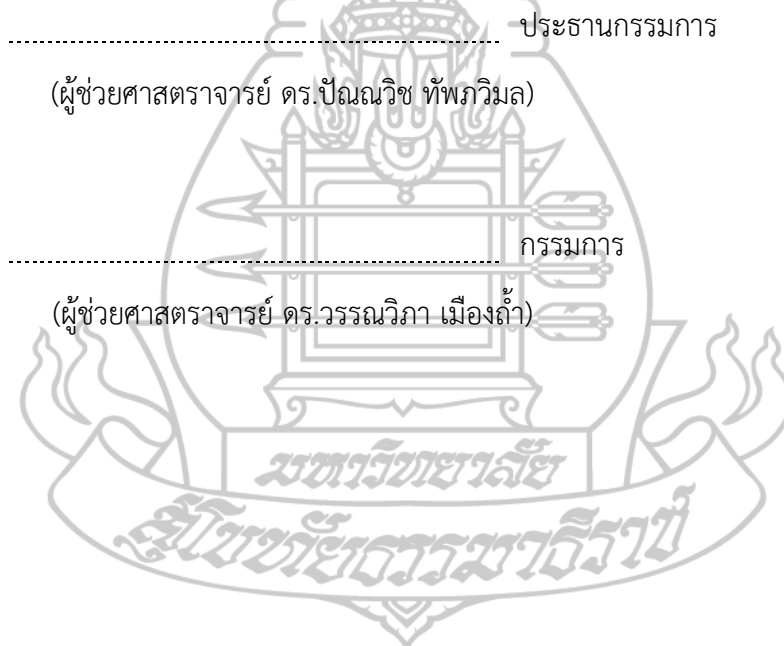 ประธานกรรมการ
(ผู้ช่วยศาสตราจารย์ ดร.ปัณณวิช ทัพภวิมล)
กรรมการ
(ผู้ช่วยศาสตราจารย์ ดร.วรรณวิภา เมืองถ้ำ)
มหาวิทยาลัย
สุโขทัยธรรมาธิราช